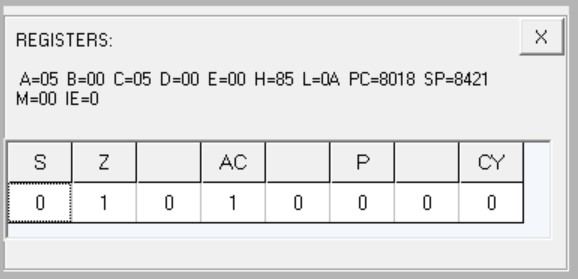 REGISTERS:
X
A=05 B=00 C=05 D=00 E=00 H=85 L=0A PC=8018 SP=8421
M=00 IE=0
S Z AC P CY
0 1 0 1 0 0 0 0